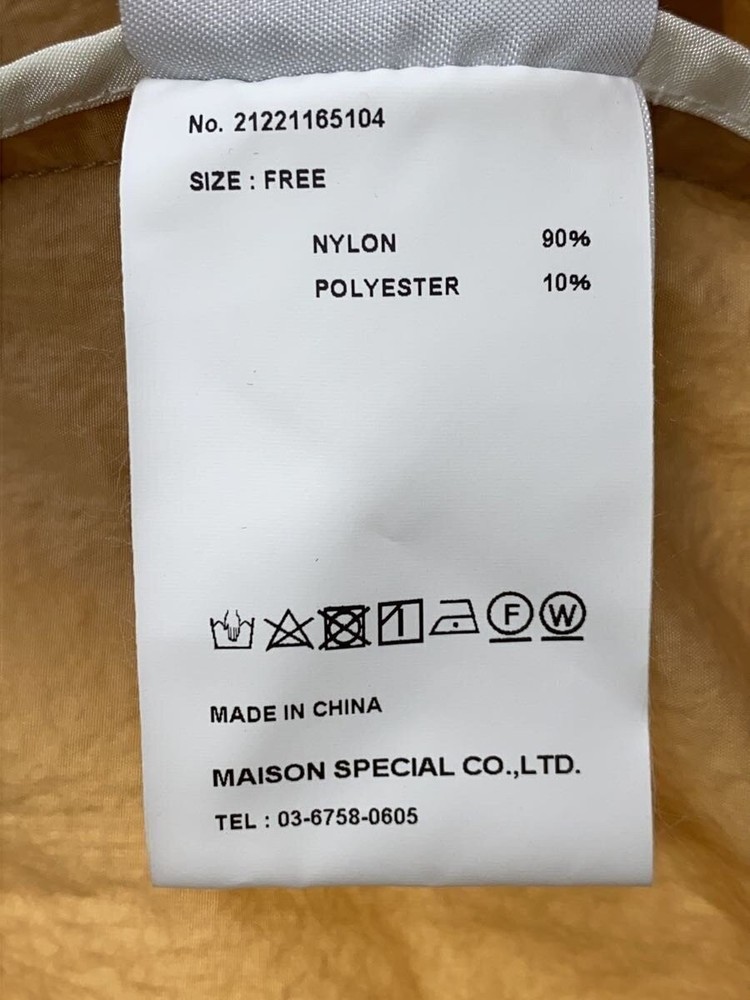 No. 21221165104
SIZE : FREE
NYLON 90%
POLYESTER 10%
F W
MADE IN CHINA
MAISON SPECIAL CO.,LTD.
TEL : 03-6758-0605